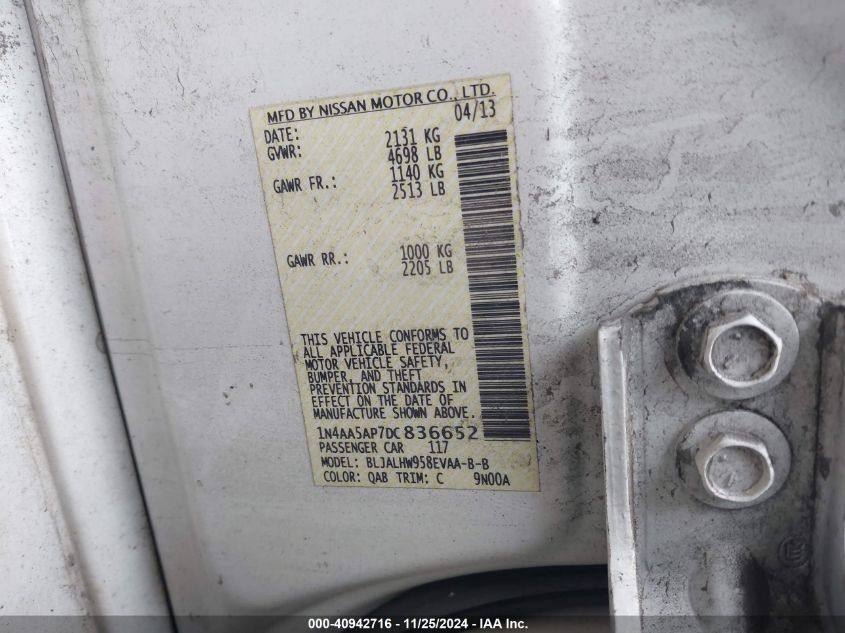 MFD BY NISSAN MOTOR CO., LTD.
DATE: 04/13
GVWR: 2131 KG
4698 LB
GAWR FR.: 1140 KG
2513 LB
GAWR RR.: 1000 KG
2205 LB
THIS VEHICLE CONFORMS TO
ALL APPLICABLE FEDERAL
MOTOR VEHICLE SAFETY,
BUMPER, AND THEFT
PREVENTION STANDARDS IN
EFFECT ON THE DATE OF
MANUFACTURE SHOWN ABOVE.
1N4AA5AP7DC836652
PASSENGER CAR 117
MODEL: BLJALHW958EVAA-B-B
COLOR: QAB TRIM: C 9N00A
000-40942716 - 11/25/2024 - IAA Inc.